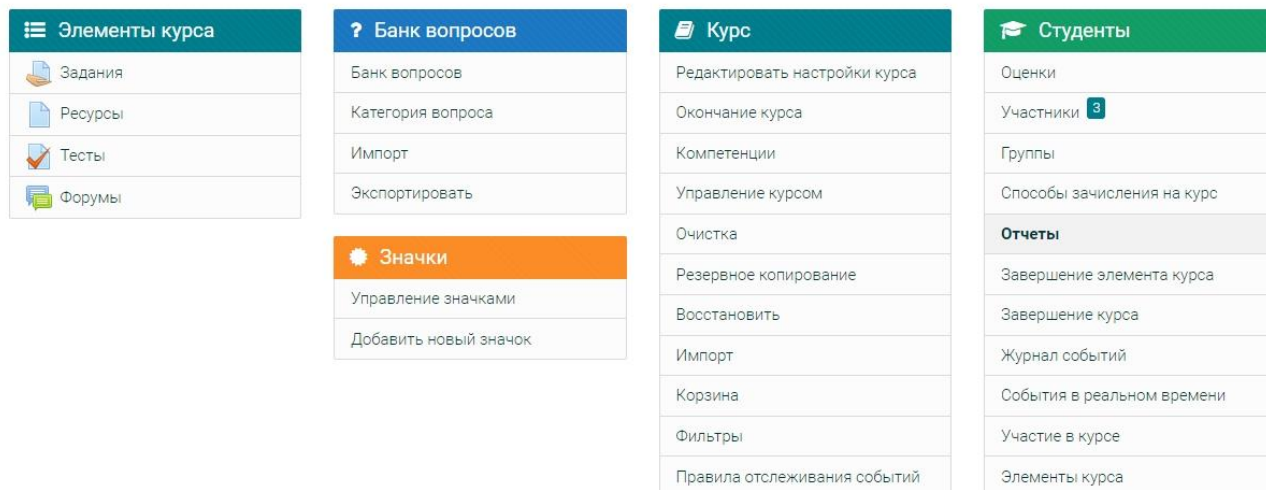 Элементы курса
Задания
Ресурсы
Тесты
Форумы
? Банк вопросов
Банк вопросов
Категория вопроса
Импорт
Экспортировать
Значки
Управление значками
Добавить новый значок
Курс
Редактировать настройки курса
Окончание курса
Компетенции
Управление курсом
Очистка
Резервное копирование
Восстановить
Импорт
Корзина
Фильтры
Правила отслеживания событий
Студенты
Оценки
Участники 3
Группы
Способы зачисления на курс
Отчеты
Завершение элемента курса
Завершение курса
Журнал событий
События в реальном времени
Участие в курсе
Элементы курса